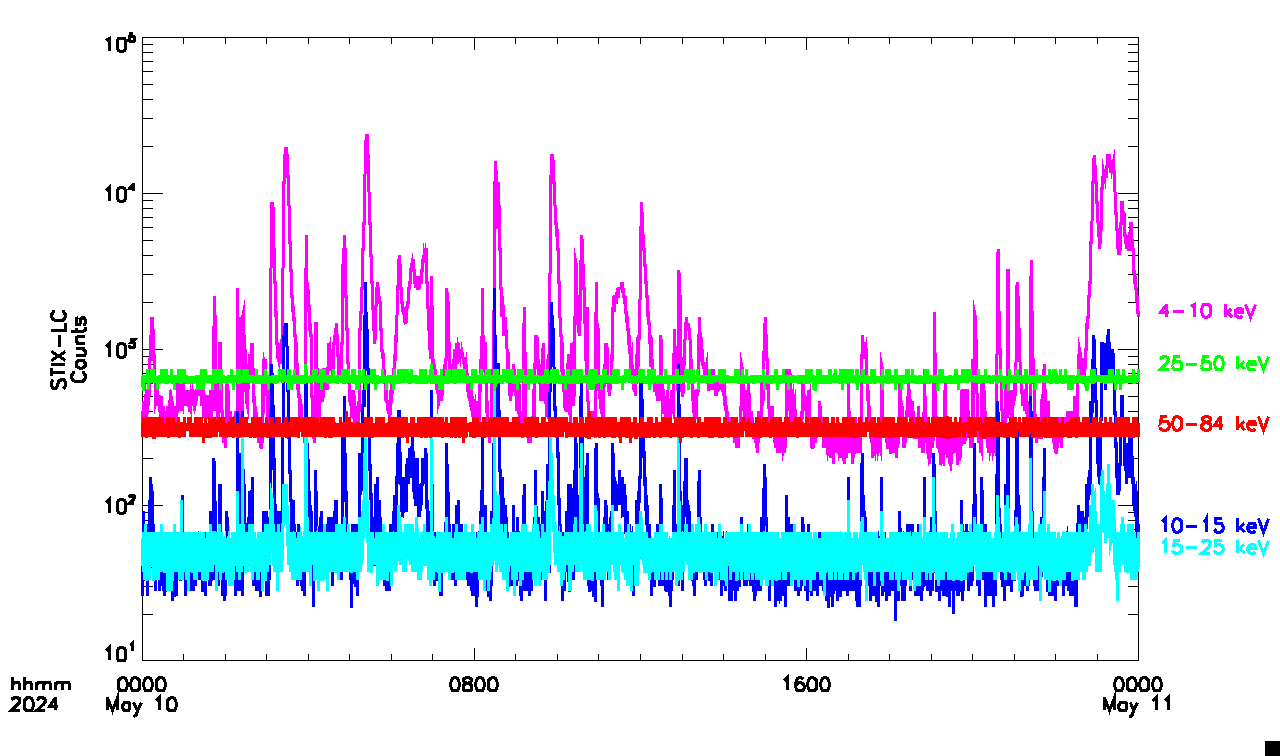 10⁵
10⁴
10³
10²
10¹
STIX-LC
Counts
4-10 keV
25-50 keV
50-84 keV
10-15 keV
15-25 keV
hhmm 0000 0800 1600 0000
2024 May 10 May 11